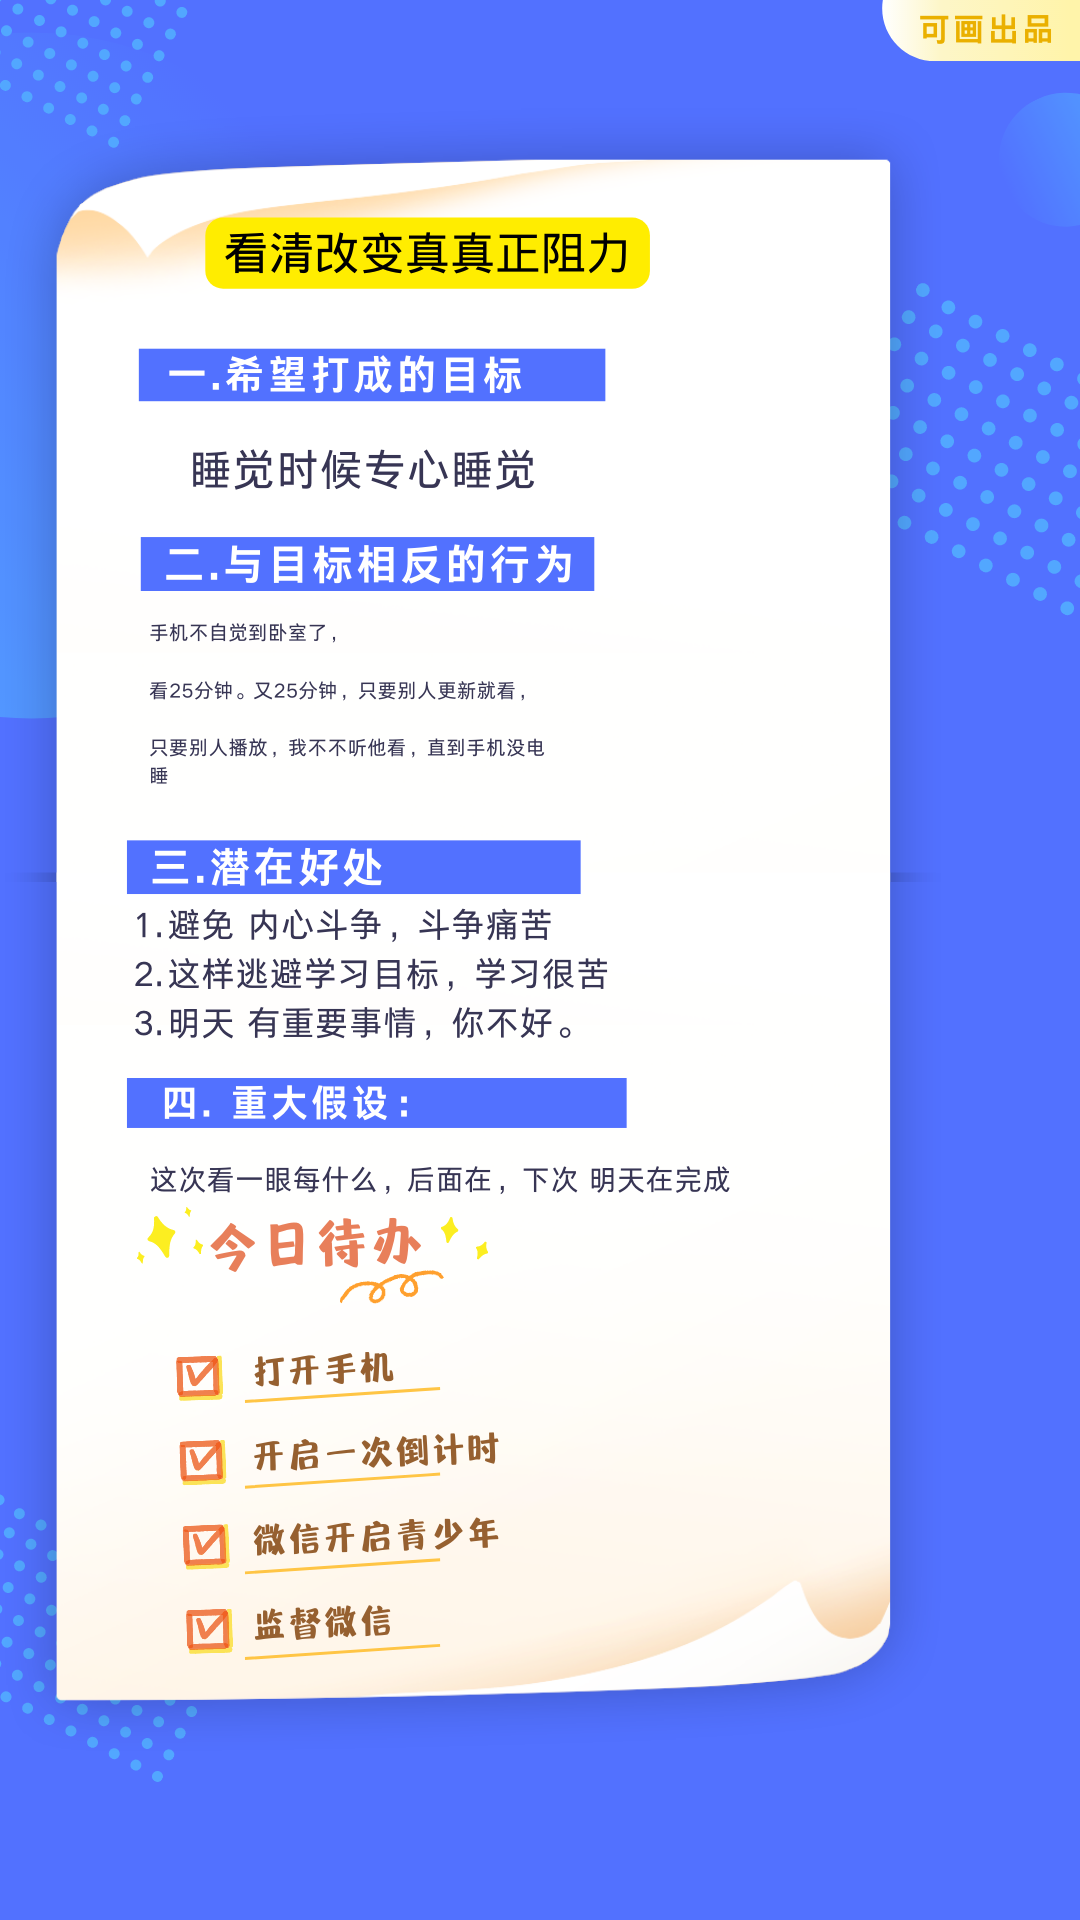 可画出品
看清改变真真正阻力
一.希望打成的目标
睡觉时候专心睡觉
二.与目标相反的行为
手机不自觉到卧室了，
看25分钟。又25分钟，只要别人更新就看，
只要别人播放，我不不听他看，直到手机没电
睡
三.潜在好处
1.避免 内心斗争，斗争痛苦
2.这样逃避学习目标，学习很苦
3.明天 有重要事情，你不好。
四. 重大假设：
这次看一眼每什么，后面在，下次 明天在完成
今日待办
打开手机
开启一次倒计时
微信开启青少年
监督微信